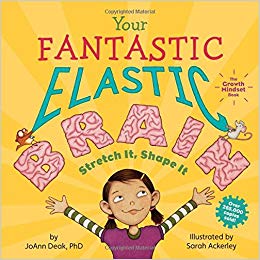 Your
FANTASTIC
ELASTIC
BRAIN
Stretch It, Shape It
The
Growth
Mindset
Book
Over
285,000
copies
sold!
by
JoAnn Deak, PhD
Illustrated by
Sarah Ackerley